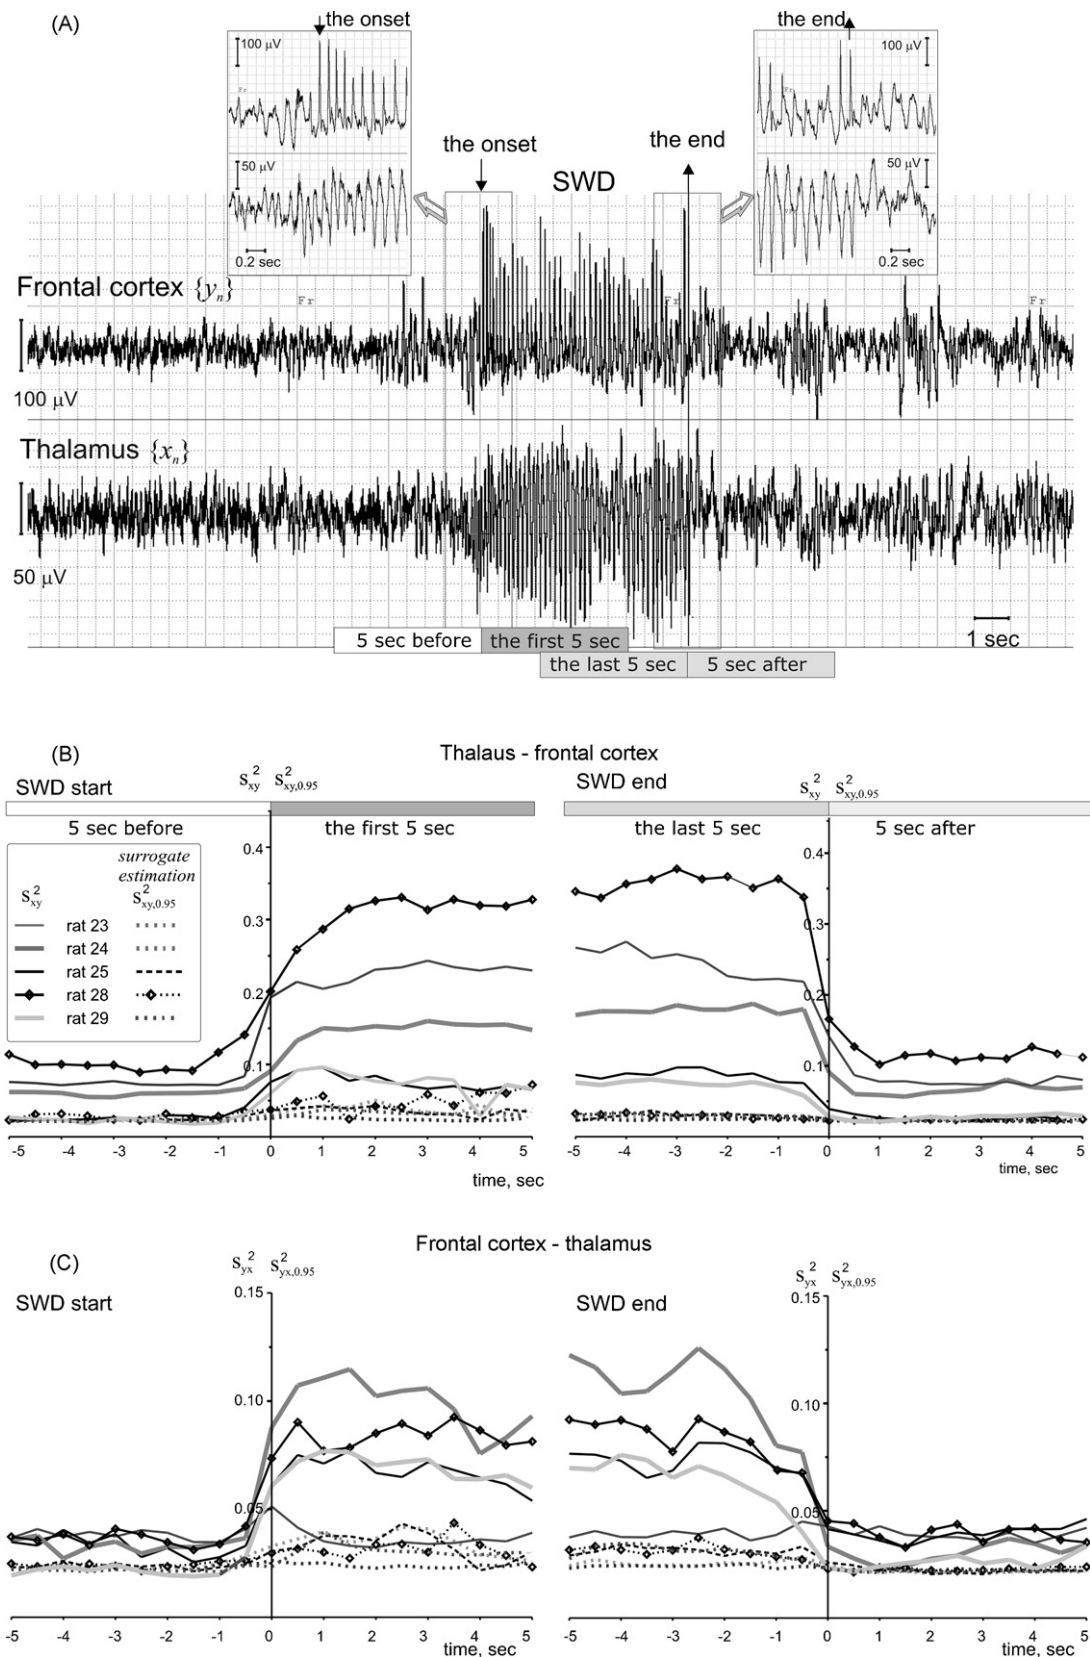 (A)
the onset
the end
100 μV
Fr
50 μV
0.2 sec
100 μV
Fr
50 μV
0.2 sec
the onset
SWD
the end
Frontal cortex {yₙ}
Fr
Fr
Fr
100 μV
Thalamus {xₙ}
50 μV
1 sec
5 sec before
the first 5 sec
the last 5 sec
5 sec after
(B)
Thalaus - frontal cortex
SWD start
S²xy S²xy,0.95
SWD end
S²xy S²xy,0.95
5 sec before
the first 5 sec
the last 5 sec
5 sec after
surrogate
estimation
S²xy S²xy,0.95
rat 23
rat 24
rat 25
rat 28
rat 29
0.4
0.3
0.2
0.1
0.4
0.3
0.2
0.1
-5 -4 -3 -2 -1 0 1 2 3 4 5
time, sec
-5 -4 -3 -2 -1 0 1 2 3 4 5
time, sec
(C)
Frontal cortex - thalamus
SWD start
S²yx S²yx,0.95
SWD end
S²yx S²yx,0.95
0.15
0.10
0.05
0.15
0.10
0.05
-5 -4 -3 -2 -1 0 1 2 3 4 5
time, sec
-5 -4 -3 -2 -1 0 1 2 3 4 5
time, sec